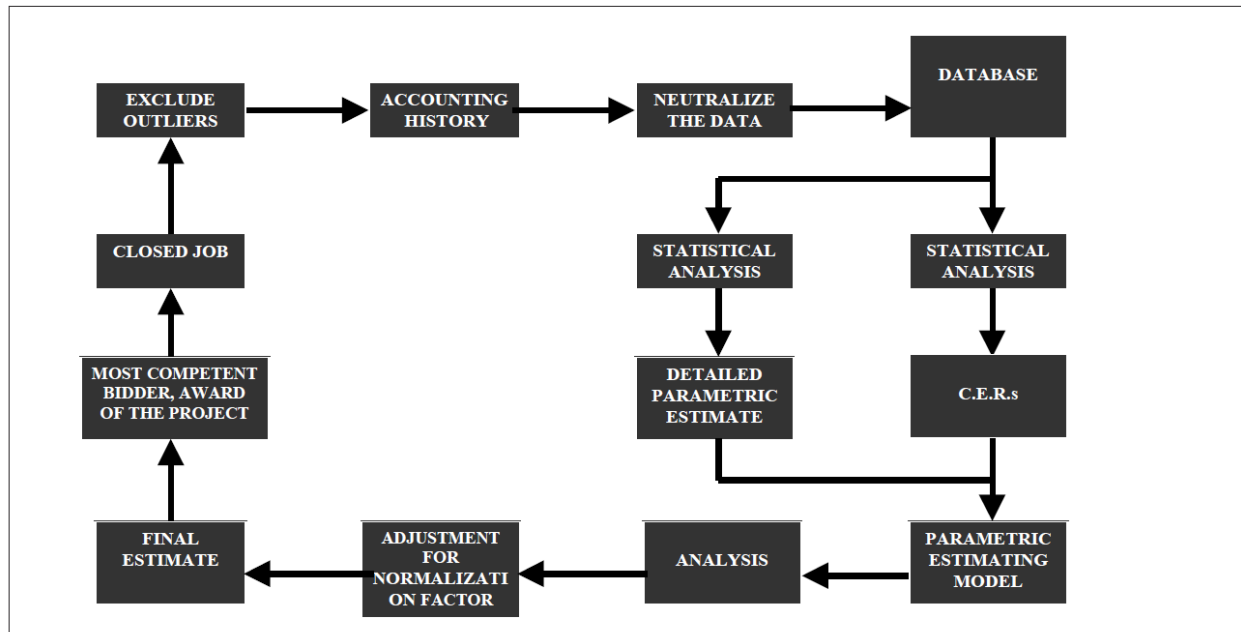 EXCLUDE
OUTLIERS
ACCOUNTING
HISTORY
NEUTRALIZE
THE DATA
DATABASE
CLOSED JOB
STATISTICAL
ANALYSIS
STATISTICAL
ANALYSIS
MOST COMPETENT
BIDDER, AWARD
OF THE PROJECT
DETAILED
PARAMETRIC
ESTIMATE
C.E.R.s
FINAL
ESTIMATE
ADJUSTMENT
FOR
NORMALIZATI
ON FACTOR
ANALYSIS
PARAMETRIC
ESTIMATING
MODEL